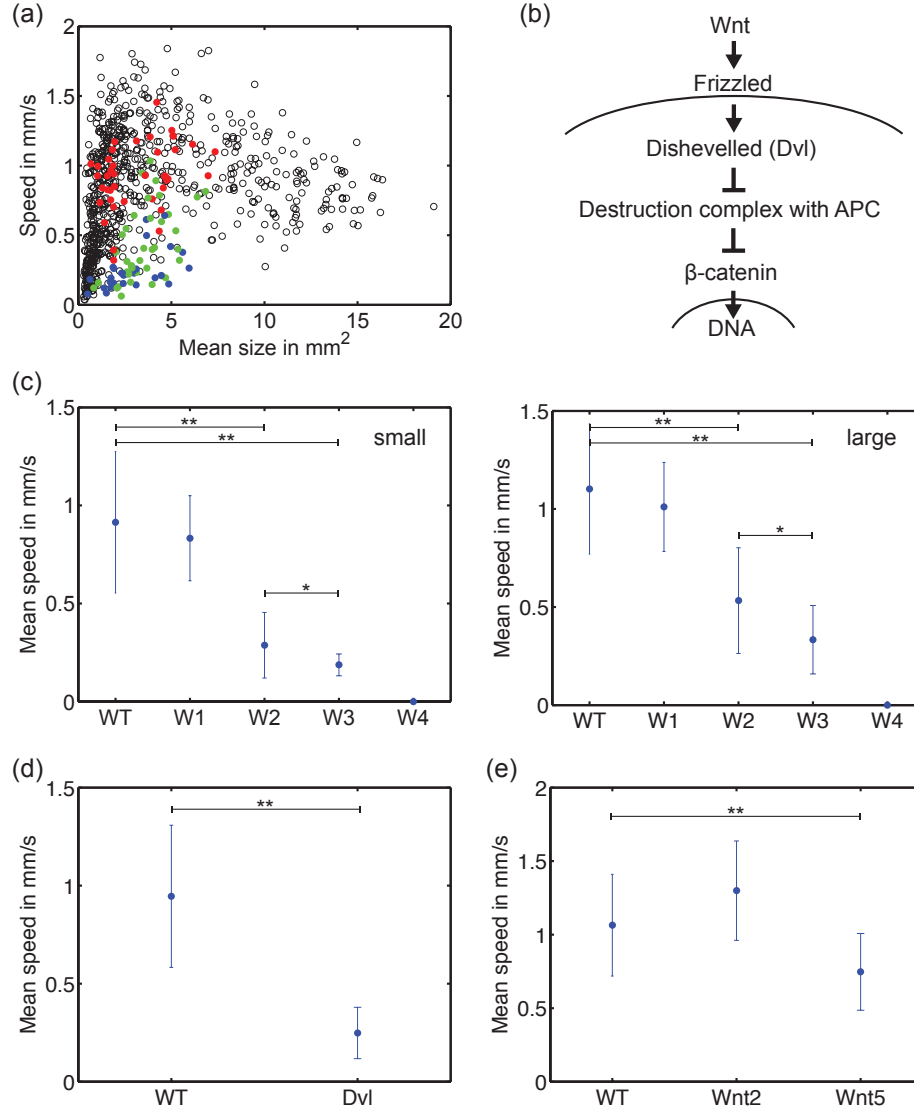 (a)
2
1.5
1
0.5
0
Speed in mm/s
0
5
10
15
20
Mean size in mm²
(b)
Wnt
Frizzled
Dishevelled (Dvl)
Destruction complex with APC
β-catenin
DNA
(c)
1.5
1
0.5
0
Mean speed in mm/s
small
**
**
*
WT W1 W2 W3 W4
1.5
1
0.5
0
Mean speed in mm/s
large
**
**
*
WT W1 W2 W3 W4
(d)
1.5
1
0.5
0
Mean speed in mm/s
**
WT Dvl
(e)
2
1.5
1
0.5
0
Mean speed in mm/s
**
WT Wnt2 Wnt5